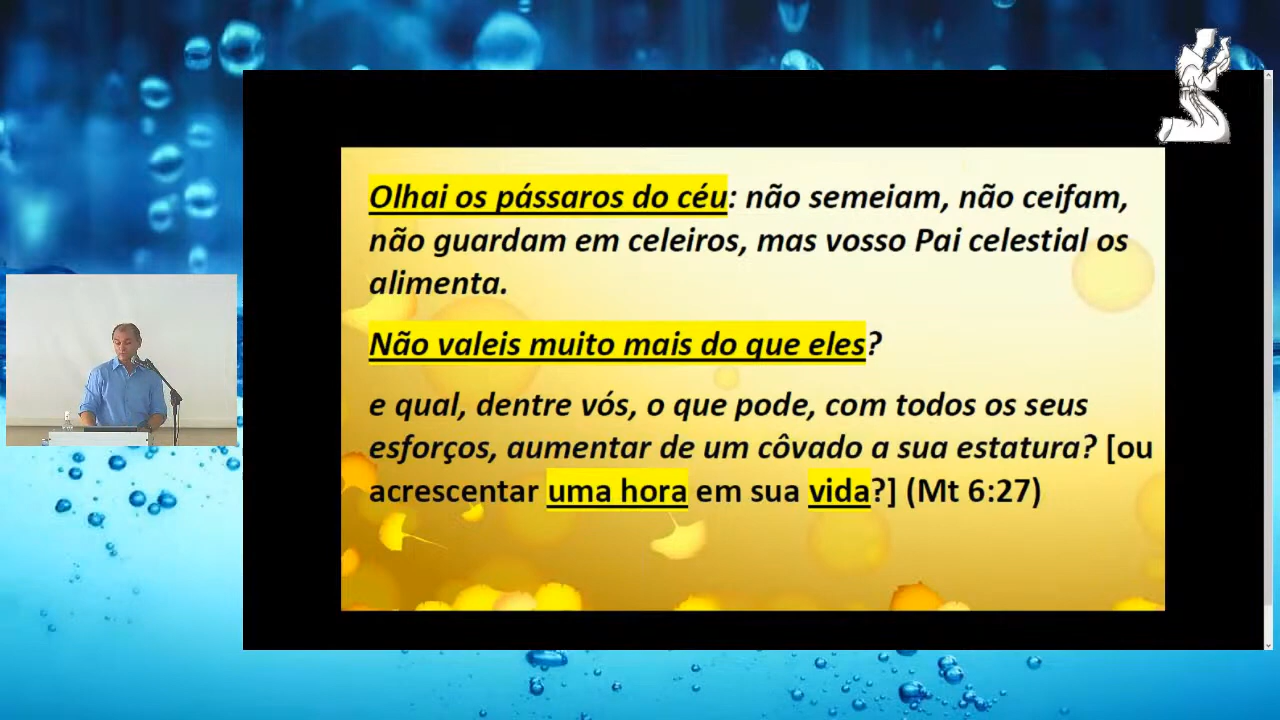 Olhai os pássaros do céu: não semeiam, não ceifam,
não guardam em celeiros, mas vosso Pai celestial os
alimenta.
Não valeis muito mais do que eles?
e qual, dentre vós, o que pode, com todos os seus
esforços, aumentar de um côvado a sua estatura? [ou
acrescentar uma hora em sua vida?] (Mt 6:27)